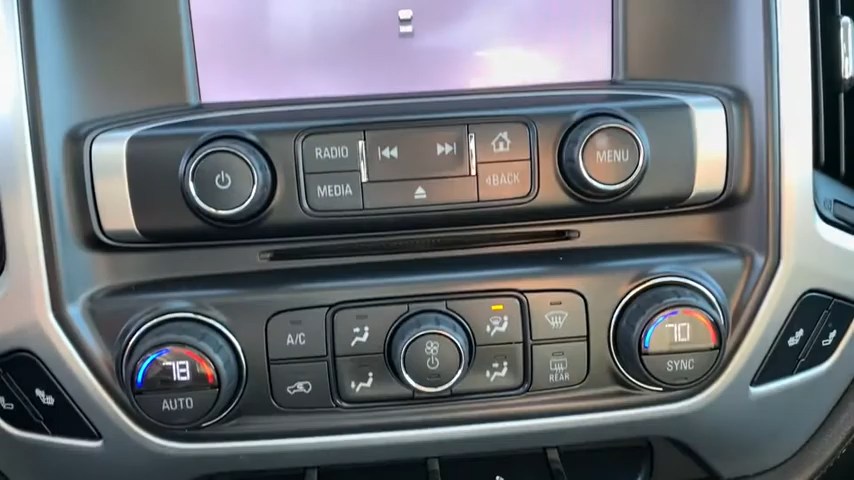 RADIO
MENU
MEDIA
BACK
A/C
70
78
SYNC
AUTO
REAR